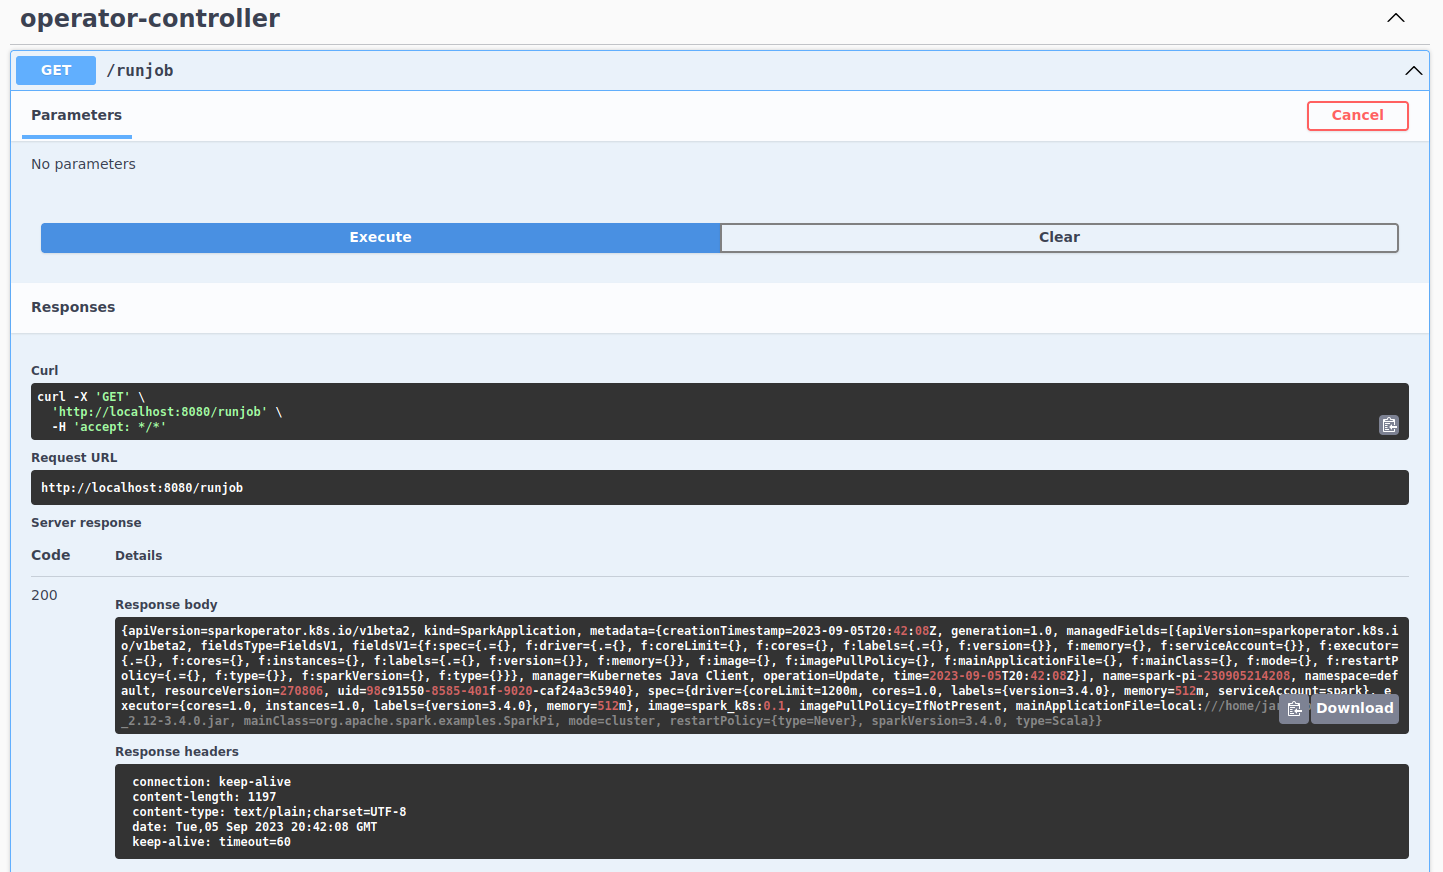 operator-controller
GET /runjob
Parameters
Cancel
No parameters
Execute
Clear
Responses
Curl
curl -X 'GET' \
'http://localhost:8080/runjob' \
-H 'accept: */*'
Request URL
http://localhost:8080/runjob
Server response
Code Details
200
Response body
{apiVersion=sparkoperator.k8s.io/v1beta2, kind=SparkApplication, metadata={creationTimestamp=2023-09-05T20:42:08Z, generation=1.0, managedFields=[{apiVersion=sparkoperator.k8s.i
o/v1beta2, fieldsType=FieldsV1, fieldsV1={f:spec={.={}, f:driver={.={}, f:coreLimit={}, f:cores={}, f:labels={.={}, f:version={}}, f:memory={}, f:serviceAccount={}}, f:executor=
{.={}, f:cores={}, f:instances={}, f:labels={.={}, f:version={}}, f:memory={}}, f:image={}, f:imagePullPolicy={}, f:mainApplicationFile={}, f:mainClass={}, f:mode={}, f:restartP
olicy={.={}, f:type={}}, f:sparkVersion={}, f:type={}}}, manager=Kubernetes Java Client, operation=Update, time=2023-09-05T20:42:08Z}], name=spark-pi-230905214208, namespace=def
ault, resourceVersion=270806, uid=98c91550-8585-401f-9020-caf24a3c5940}, spec={driver={coreLimit=1200m, cores=1.0, labels={version=3.4.0}, memory=512m, serviceAccount=spark}, e
xecutor={cores=1.0, instances=1.0, labels={version=3.4.0}, memory=512m}, image=spark_k8s:0.1, imagePullPolicy=IfNotPresent, mainApplicationFile=local:///home/
_2.12-3.4.0.jar, mainClass=org.apache.spark.examples.SparkPi, mode=cluster, restartPolicy={type=Never}, sparkVersion=3.4.0, type=Scala}}
Download
Response headers
connection: keep-alive
content-length: 1197
content-type: text/plain;charset=UTF-8
date: Tue,05 Sep 2023 20:42:08 GMT
keep-alive: timeout=60